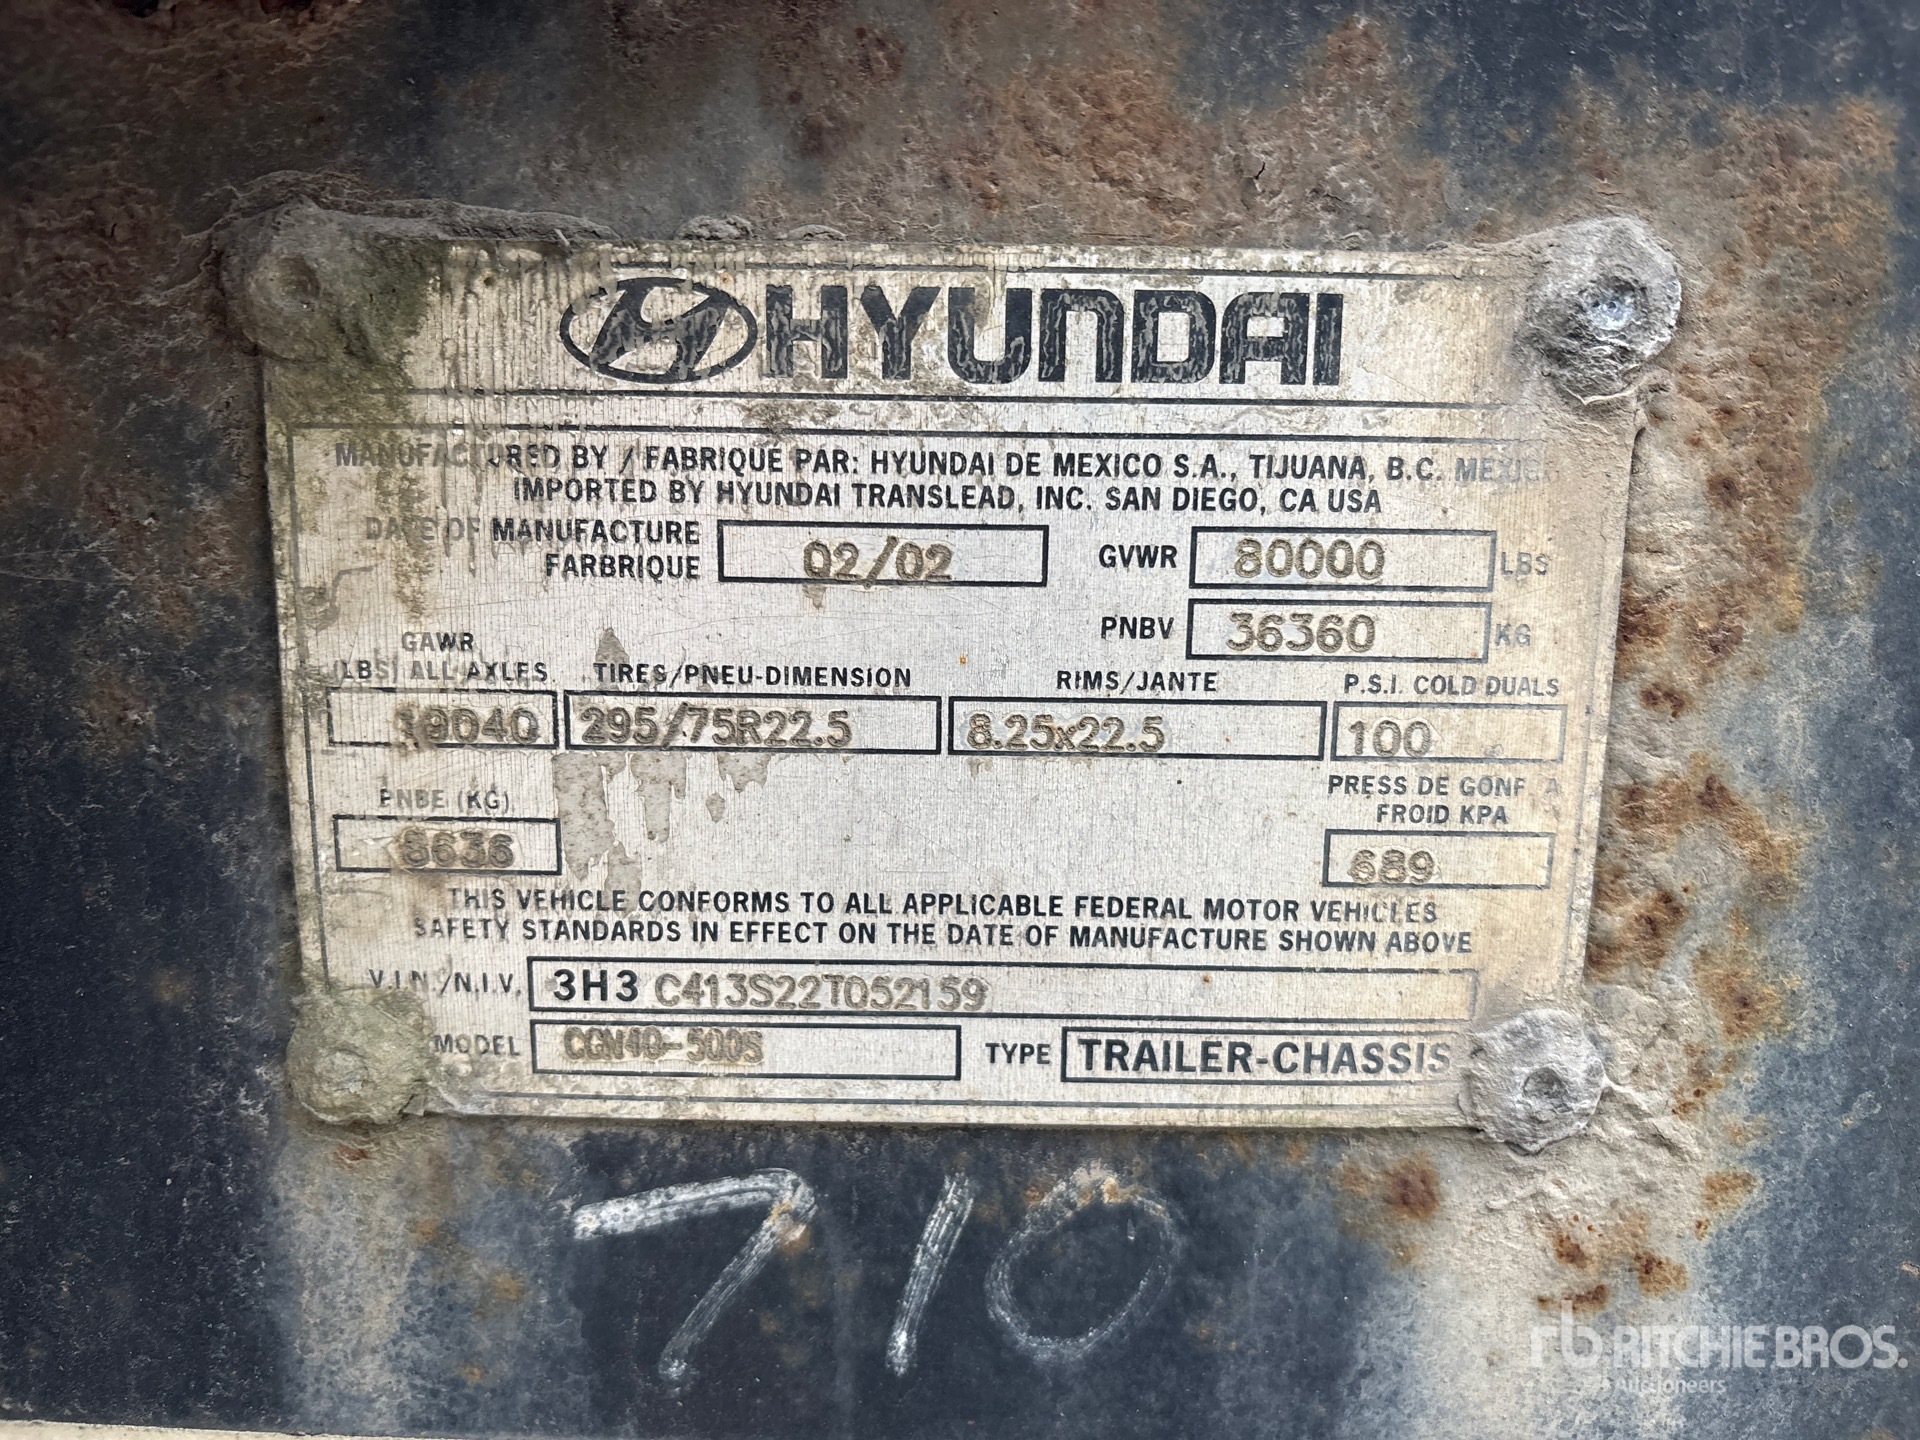 HYUNDAI
MANUFACTURED BY / FABRIQUE PAR: HYUNDAI DE MEXICO S.A., TIJUANA, B.C. MEXICO
IMPORTED BY HYUNDAI TRANSLEAD, INC. SAN DIEGO, CA USA
DATE OF MANUFACTURE
FARBRIQUE
02/02
GVWR 80000 LBS
PNBV 36360 KG
GAWR
(LBS) ALL AXLES
19040
TIRES/PNEU-DIMENSION
295/75R22.5
RIMS/JANTE
8.25x22.5
P.S.I. COLD DUALS
100
PNBE (KG)
8636
PRESS DE GONF. A
FROID KPA
689
THIS VEHICLE CONFORMS TO ALL APPLICABLE FEDERAL MOTOR VEHICLES
SAFETY STANDARDS IN EFFECT ON THE DATE OF MANUFACTURE SHOWN ABOVE
V.I.N./N.I.V. 3H3 C413S22T052159
MODEL CGN40-500S TYPE TRAILER-CHASSIS
710
rb RITCHIE BROS.
Auctioneers